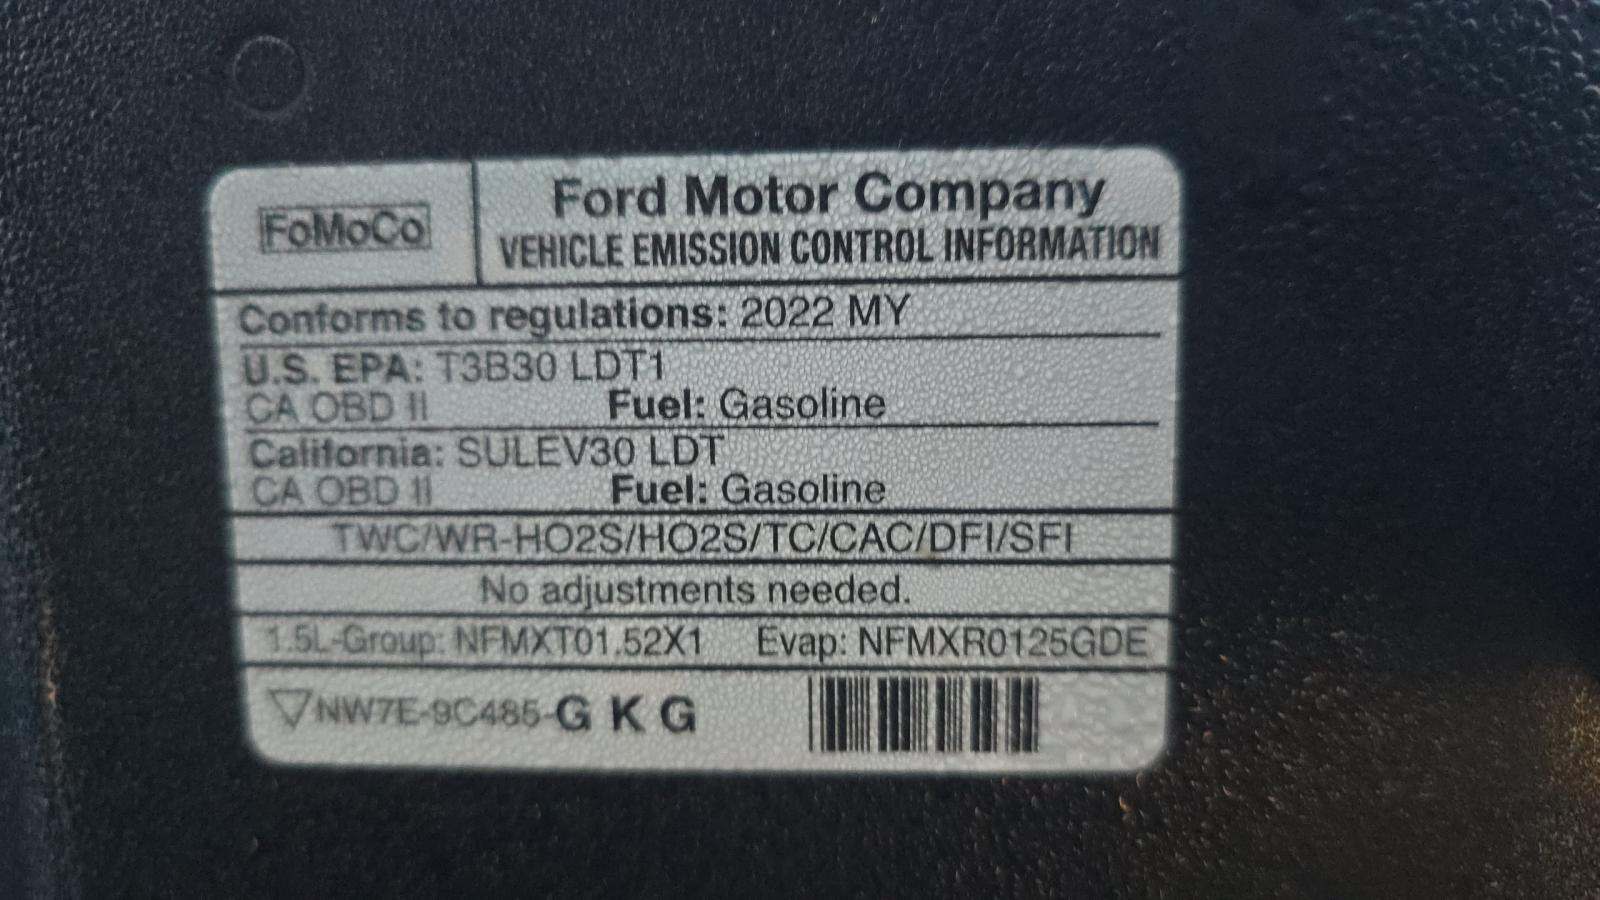 FoMoCo
Ford Motor Company
VEHICLE EMISSION CONTROL INFORMATION
Conforms to regulations: 2022 MY
U.S. EPA: T3B30 LDT1
CA OBD II Fuel: Gasoline
California: SULEV30 LDT
CA OBD II Fuel: Gasoline
TWC/WR-HO2S/HO2S/TC/CAC/DFI/SFI
No adjustments needed.
1.5L-Group: NFMXT01.52X1 Evap: NFMXR0125GDE
▽NW7E-9C485-G K G